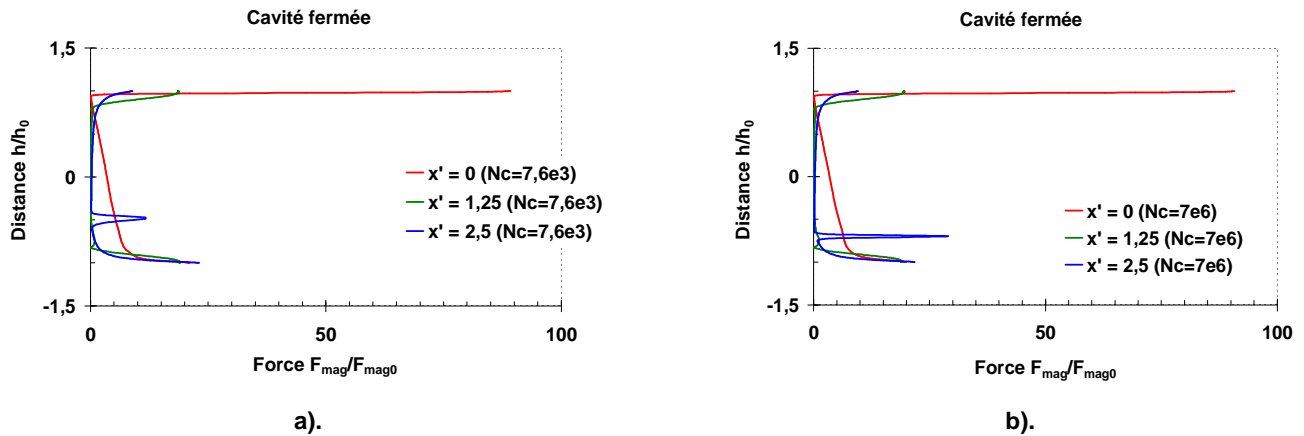 Cavité fermée
1,5
0
-1,5
Distance h/h0
0
50
100
Force Fmag/Fmag0
x' = 0 (Nc=7,6e3)
x' = 1,25 (Nc=7,6e3)
x' = 2,5 (Nc=7,6e3)
a).
Cavité fermée
1,5
0
-1,5
Distance h/h0
0
50
100
Force Fmag/Fmag0
x' = 0 (Nc=7e6)
x' = 1,25 (Nc=7e6)
x' = 2,5 (Nc=7e6)
b).